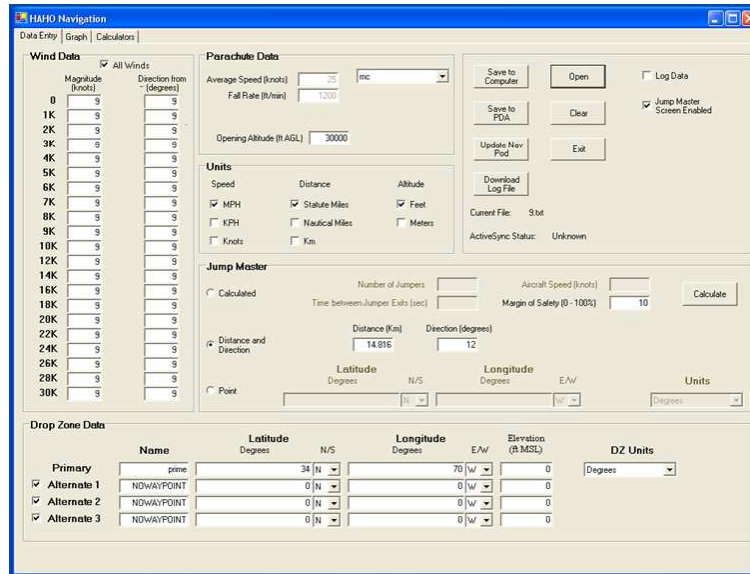 HAHO Navigation
Data Entry Graph Calculators
Wind Data
All Winds
Magnitude (knots) Direction from - (degrees)
0 9 9
1K 9 9
2K 9 9
3K 9 9
4K 9 9
5K 9 9
6K 9 9
7K 9 9
8K 9 9
9K 9 9
10K 9 9
12K 9 9
14K 9 9
16K 9 9
18K 9 9
20K 9 9
22K 9 9
24K 9 9
26K 9 9
28K 9 9
30K 9 9
Parachute Data
Average Speed (knots) 25 mc
Fall Rate (ft/min) 1200
Opening Altitude (ft AGL) 30000
Units
Speed Distance Altitude
MPH Statute Miles Feet
KPH Nautical Miles Meters
Knots Km
Save to Computer Open Log Data
Save to PDA Clear Jump Master Screen Enabled
Update Nav Pod Exit
Download Log File
Current File: 9.txt
ActiveSync Status: Unknown
Jump Master
Calculated Number of Jumpers Aircraft Speed (knots)
Time between Jumper Exits (sec) Margin of Safety (0 - 100%) 10 Calculate
Distance (Km) Direction (degrees)
Distance and Direction 14.816 12
Latitude Longitude
Degrees N/S Degrees E/W Units
Point N W Degrees
Drop Zone Data
Latitude Longitude Elevation
Name Degrees N/S Degrees E/W (ft MSL) DZ Units
Primary prime 34 N 70 W 0 Degrees
Alternate 1 NOWAYPOINT 0 N 0 W 0
Alternate 2 NOWAYPOINT 0 N 0 W 0
Alternate 3 NOWAYPOINT 0 N 0 W 0